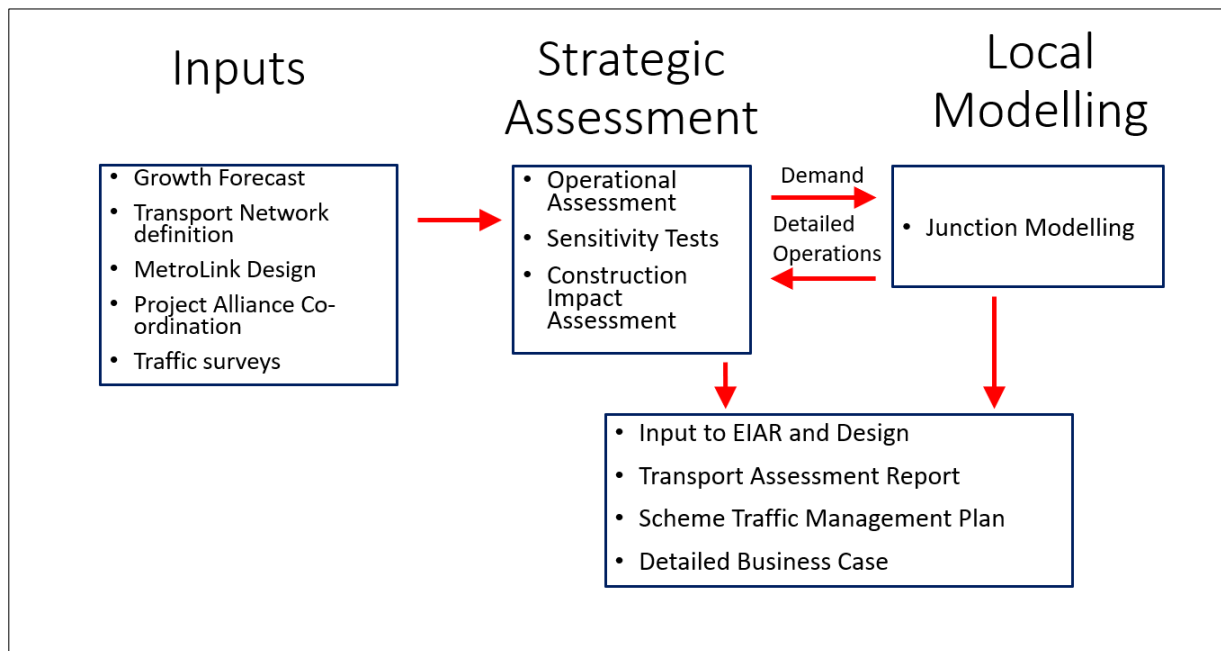 Inputs
Strategic
Assessment
Local
Modelling
• Growth Forecast
• Transport Network
definition
• MetroLink Design
• Project Alliance Co-
ordination
• Traffic surveys
• Operational
Assessment
• Sensitivity Tests
• Construction
Impact
Assessment
Demand
Detailed
Operations
• Junction Modelling
• Input to EIAR and Design
• Transport Assessment Report
• Scheme Traffic Management Plan
• Detailed Business Case